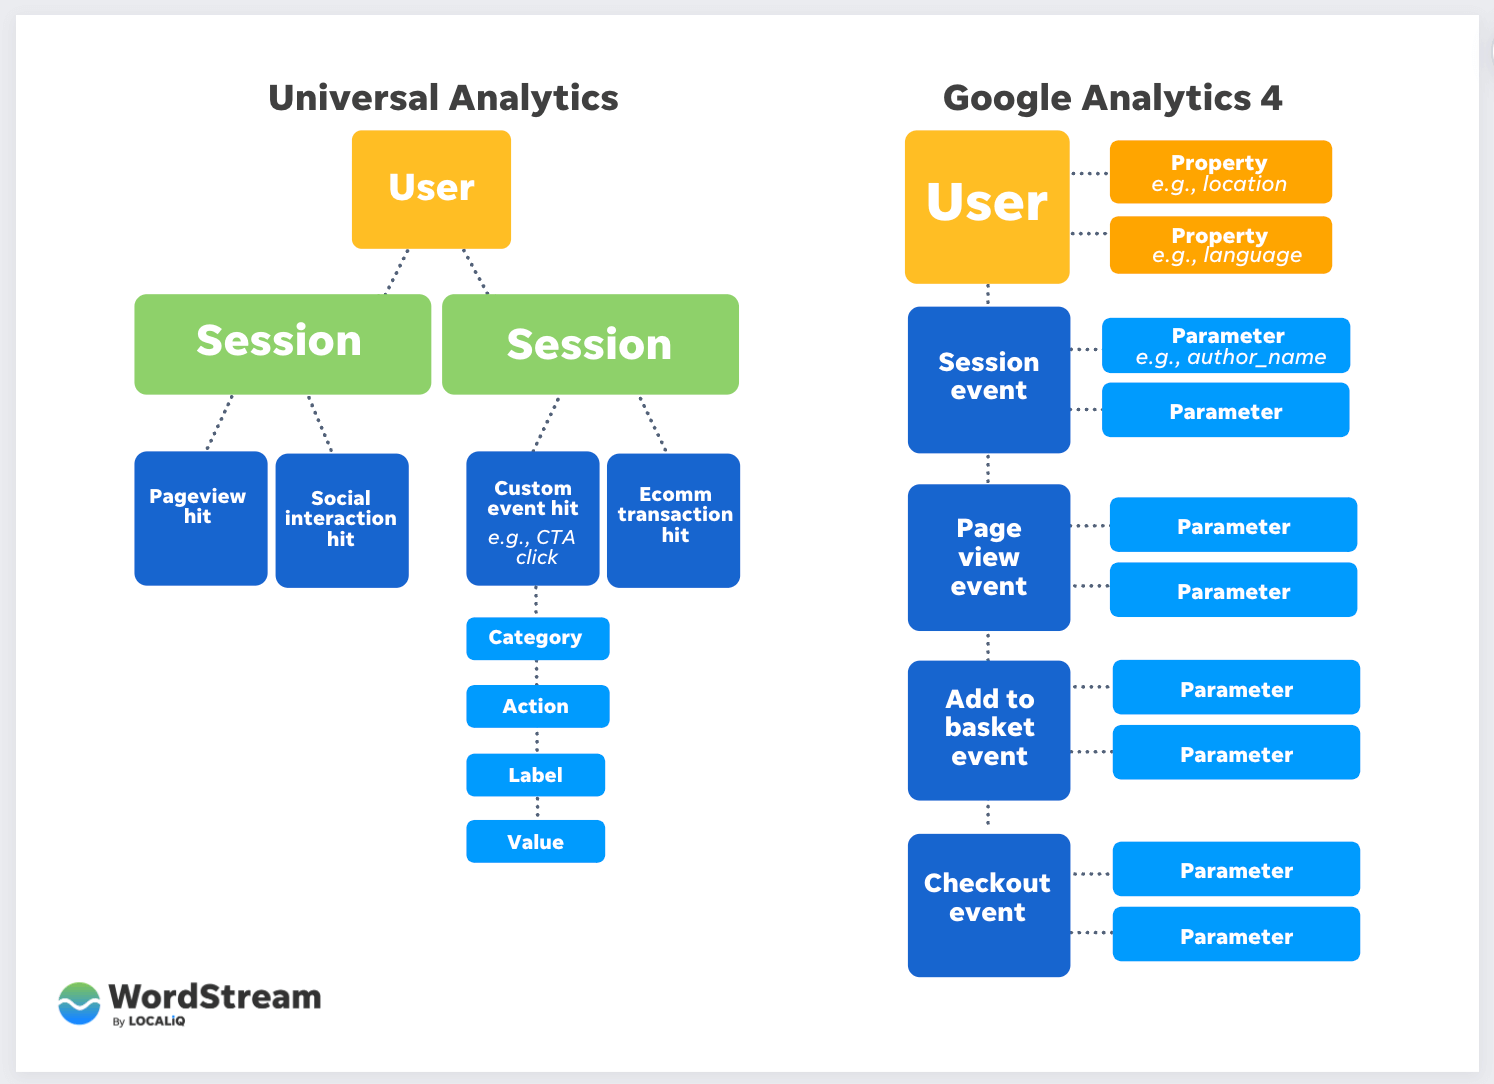 Universal Analytics
User
Session
Session
Pageview
hit
Social
interaction
hit
Custom
event hit
e.g., CTA
click
Ecomm
transaction
hit
Category
Action
Label
Value
Google Analytics 4
User
Property
e.g., location
Property
e.g., language
Session
event
Parameter
e.g., author_name
Parameter
Page
view
event
Parameter
Parameter
Add to
basket
event
Parameter
Parameter
Checkout
event
Parameter
Parameter
WordStream
By LOCALiQ